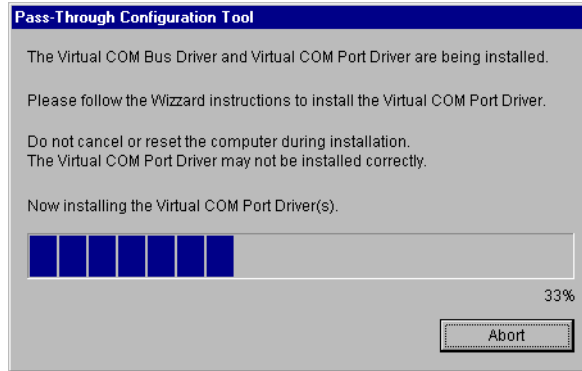 Pass-Through Configuration Tool
The Virtual COM Bus Driver and Virtual COM Port Driver are being installed.
Please follow the Wizzard instructions to install the Virtual COM Port Driver.
Do not cancel or reset the computer during installation.
The Virtual COM Port Driver may not be installed correctly.
Now installing the Virtual COM Port Driver(s).
33%
Abort